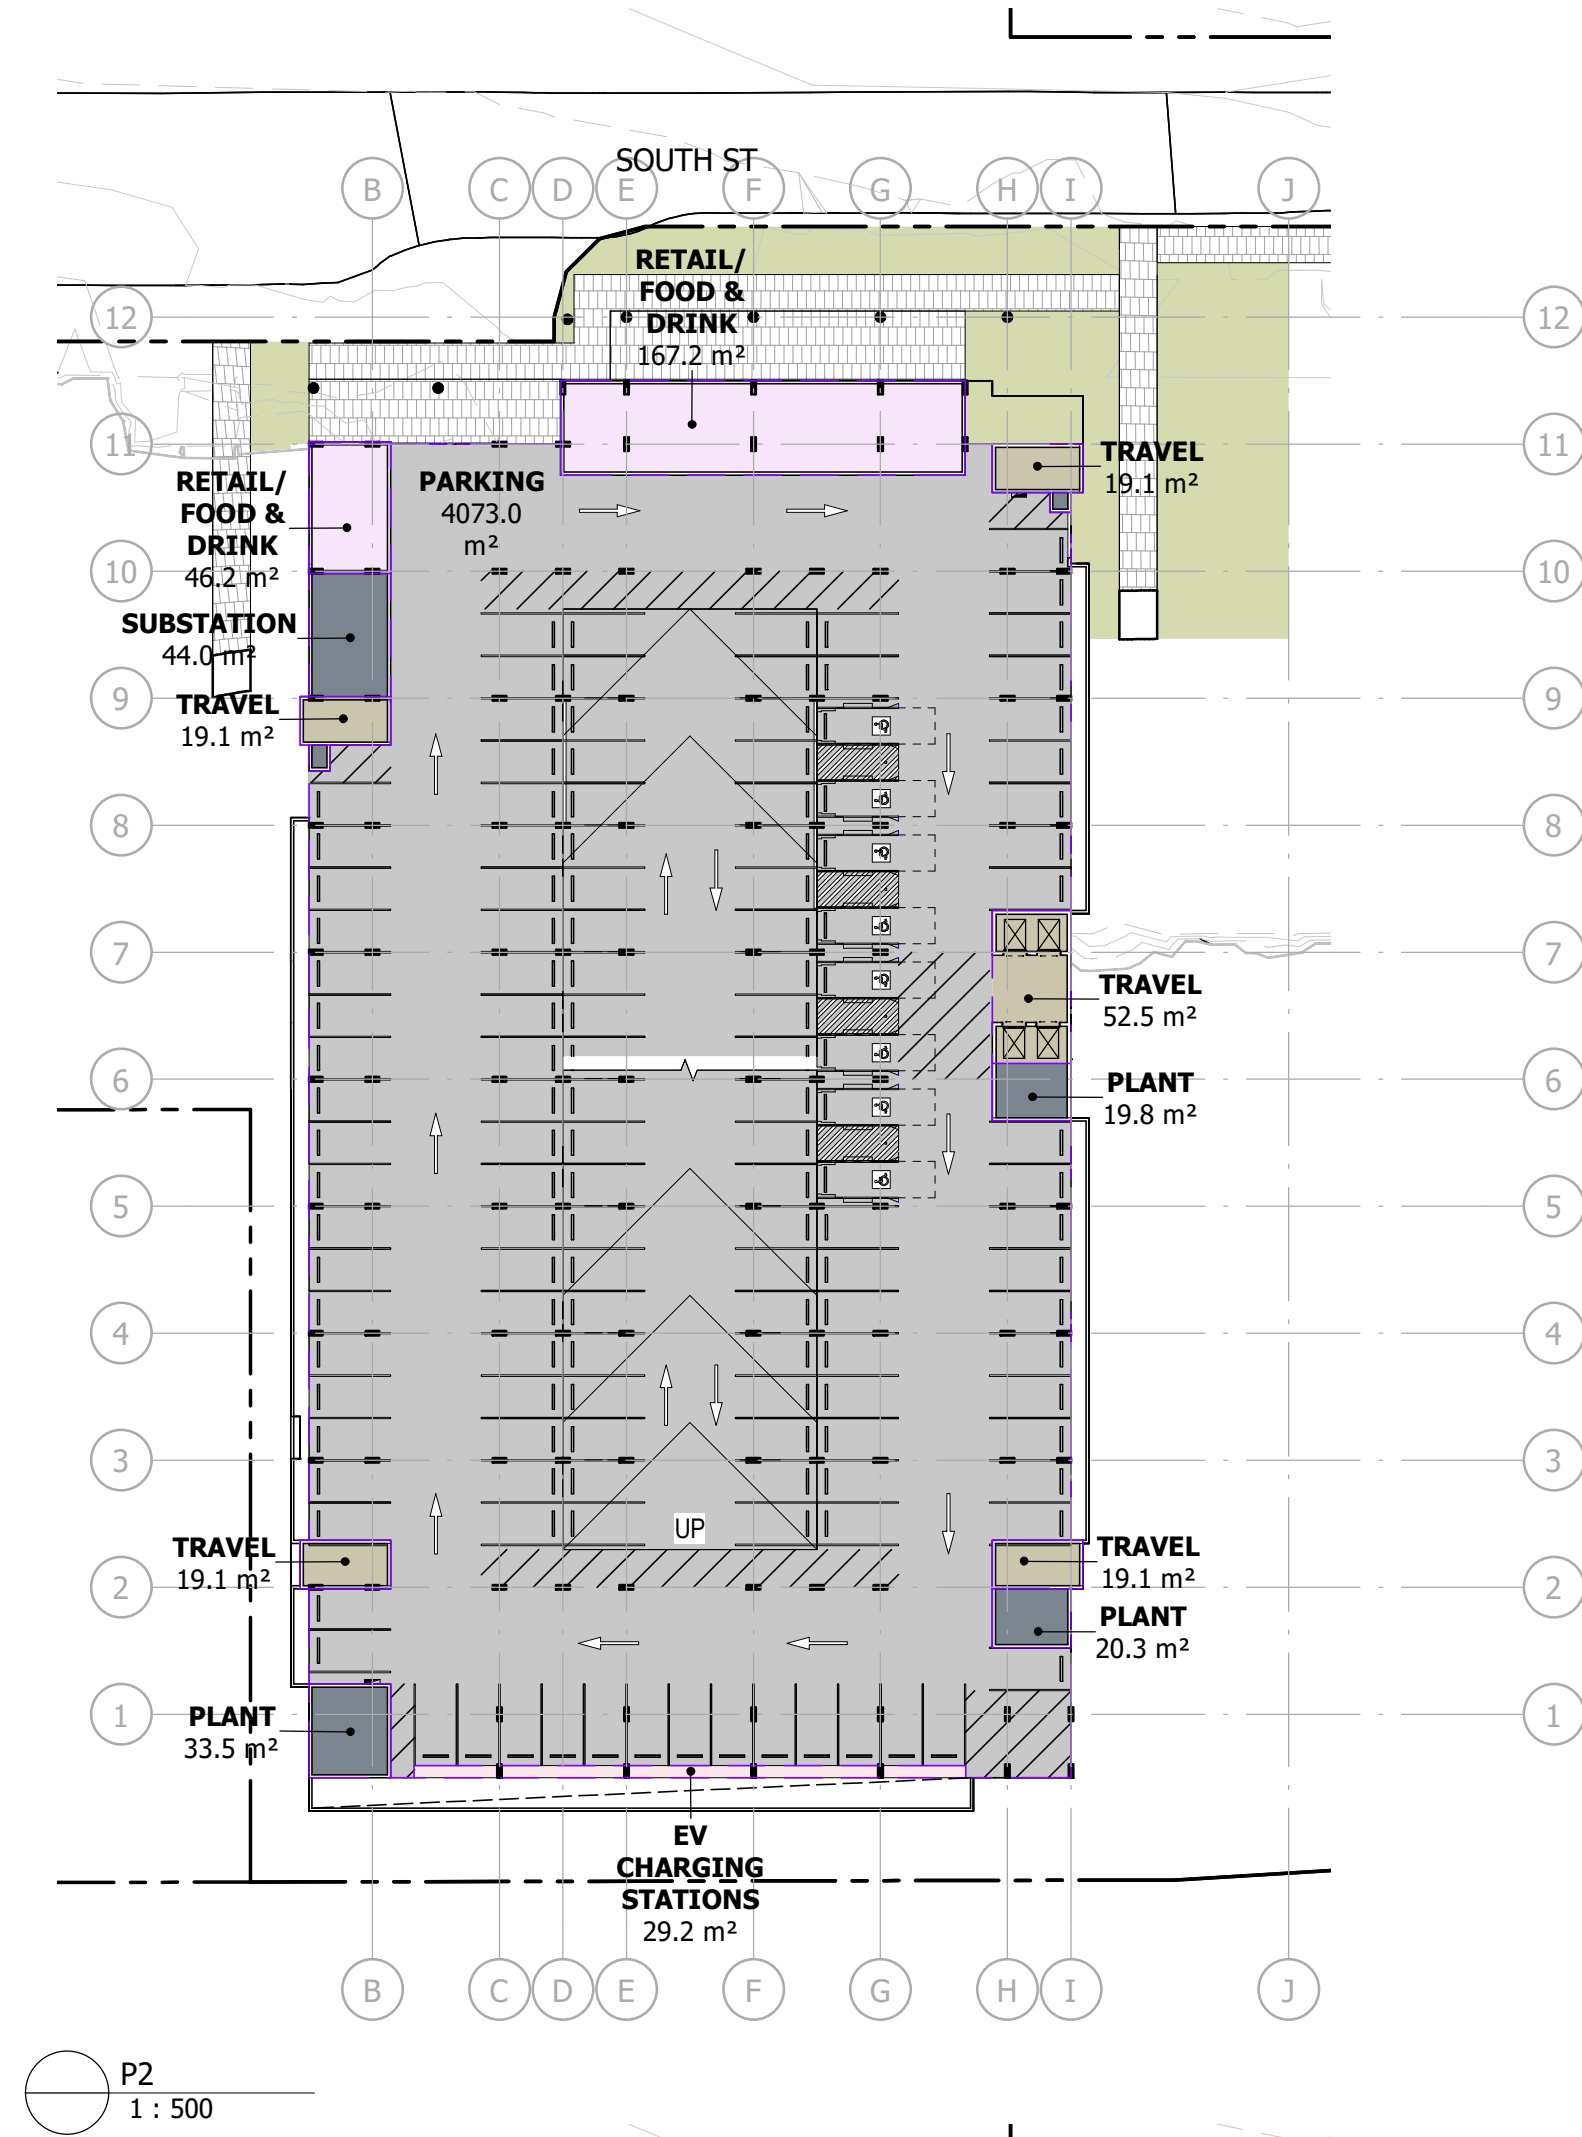 SOUTH ST
B C D E F G H I J
RETAIL/
FOOD &
DRINK
167.2 m²
12 12
11 11
TRAVEL
19.1 m²
RETAIL/
FOOD &
DRINK
46.2 m²
PARKING
4073.0
m²
10 10
SUBSTATION
44.0 m²
9 9
TRAVEL
19.1 m²
8 8
7 7
TRAVEL
52.5 m²
6 6
PLANT
19.8 m²
5 5
4 4
3 3
UP
TRAVEL
19.1 m²
TRAVEL
19.1 m²
2 2
PLANT
20.3 m²
1 1
PLANT
33.5 m²
EV
CHARGING
STATIONS
29.2 m²
B C D E F G H I J
P2
1 : 500